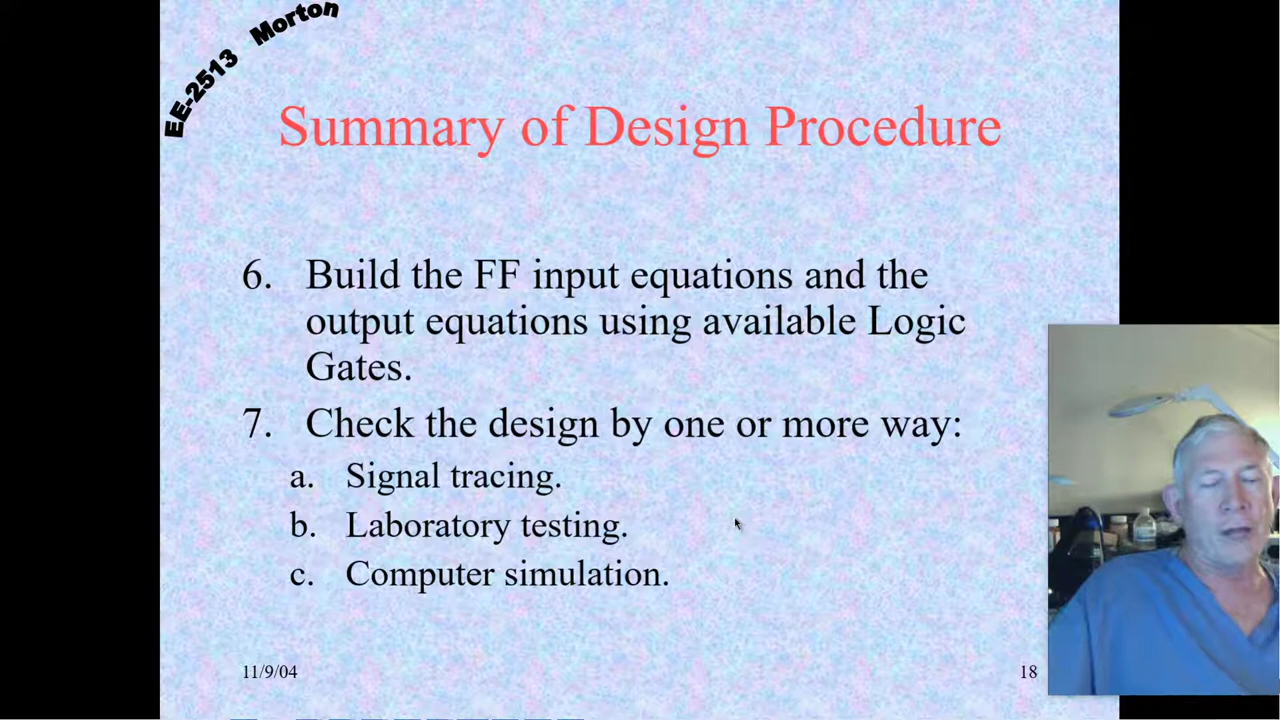 EE-2513 Morton
Summary of Design Procedure
6. Build the FF input equations and the
output equations using available Logic
Gates.
7. Check the design by one or more way:
a. Signal tracing.
b. Laboratory testing.
c. Computer simulation.
11/9/04
18